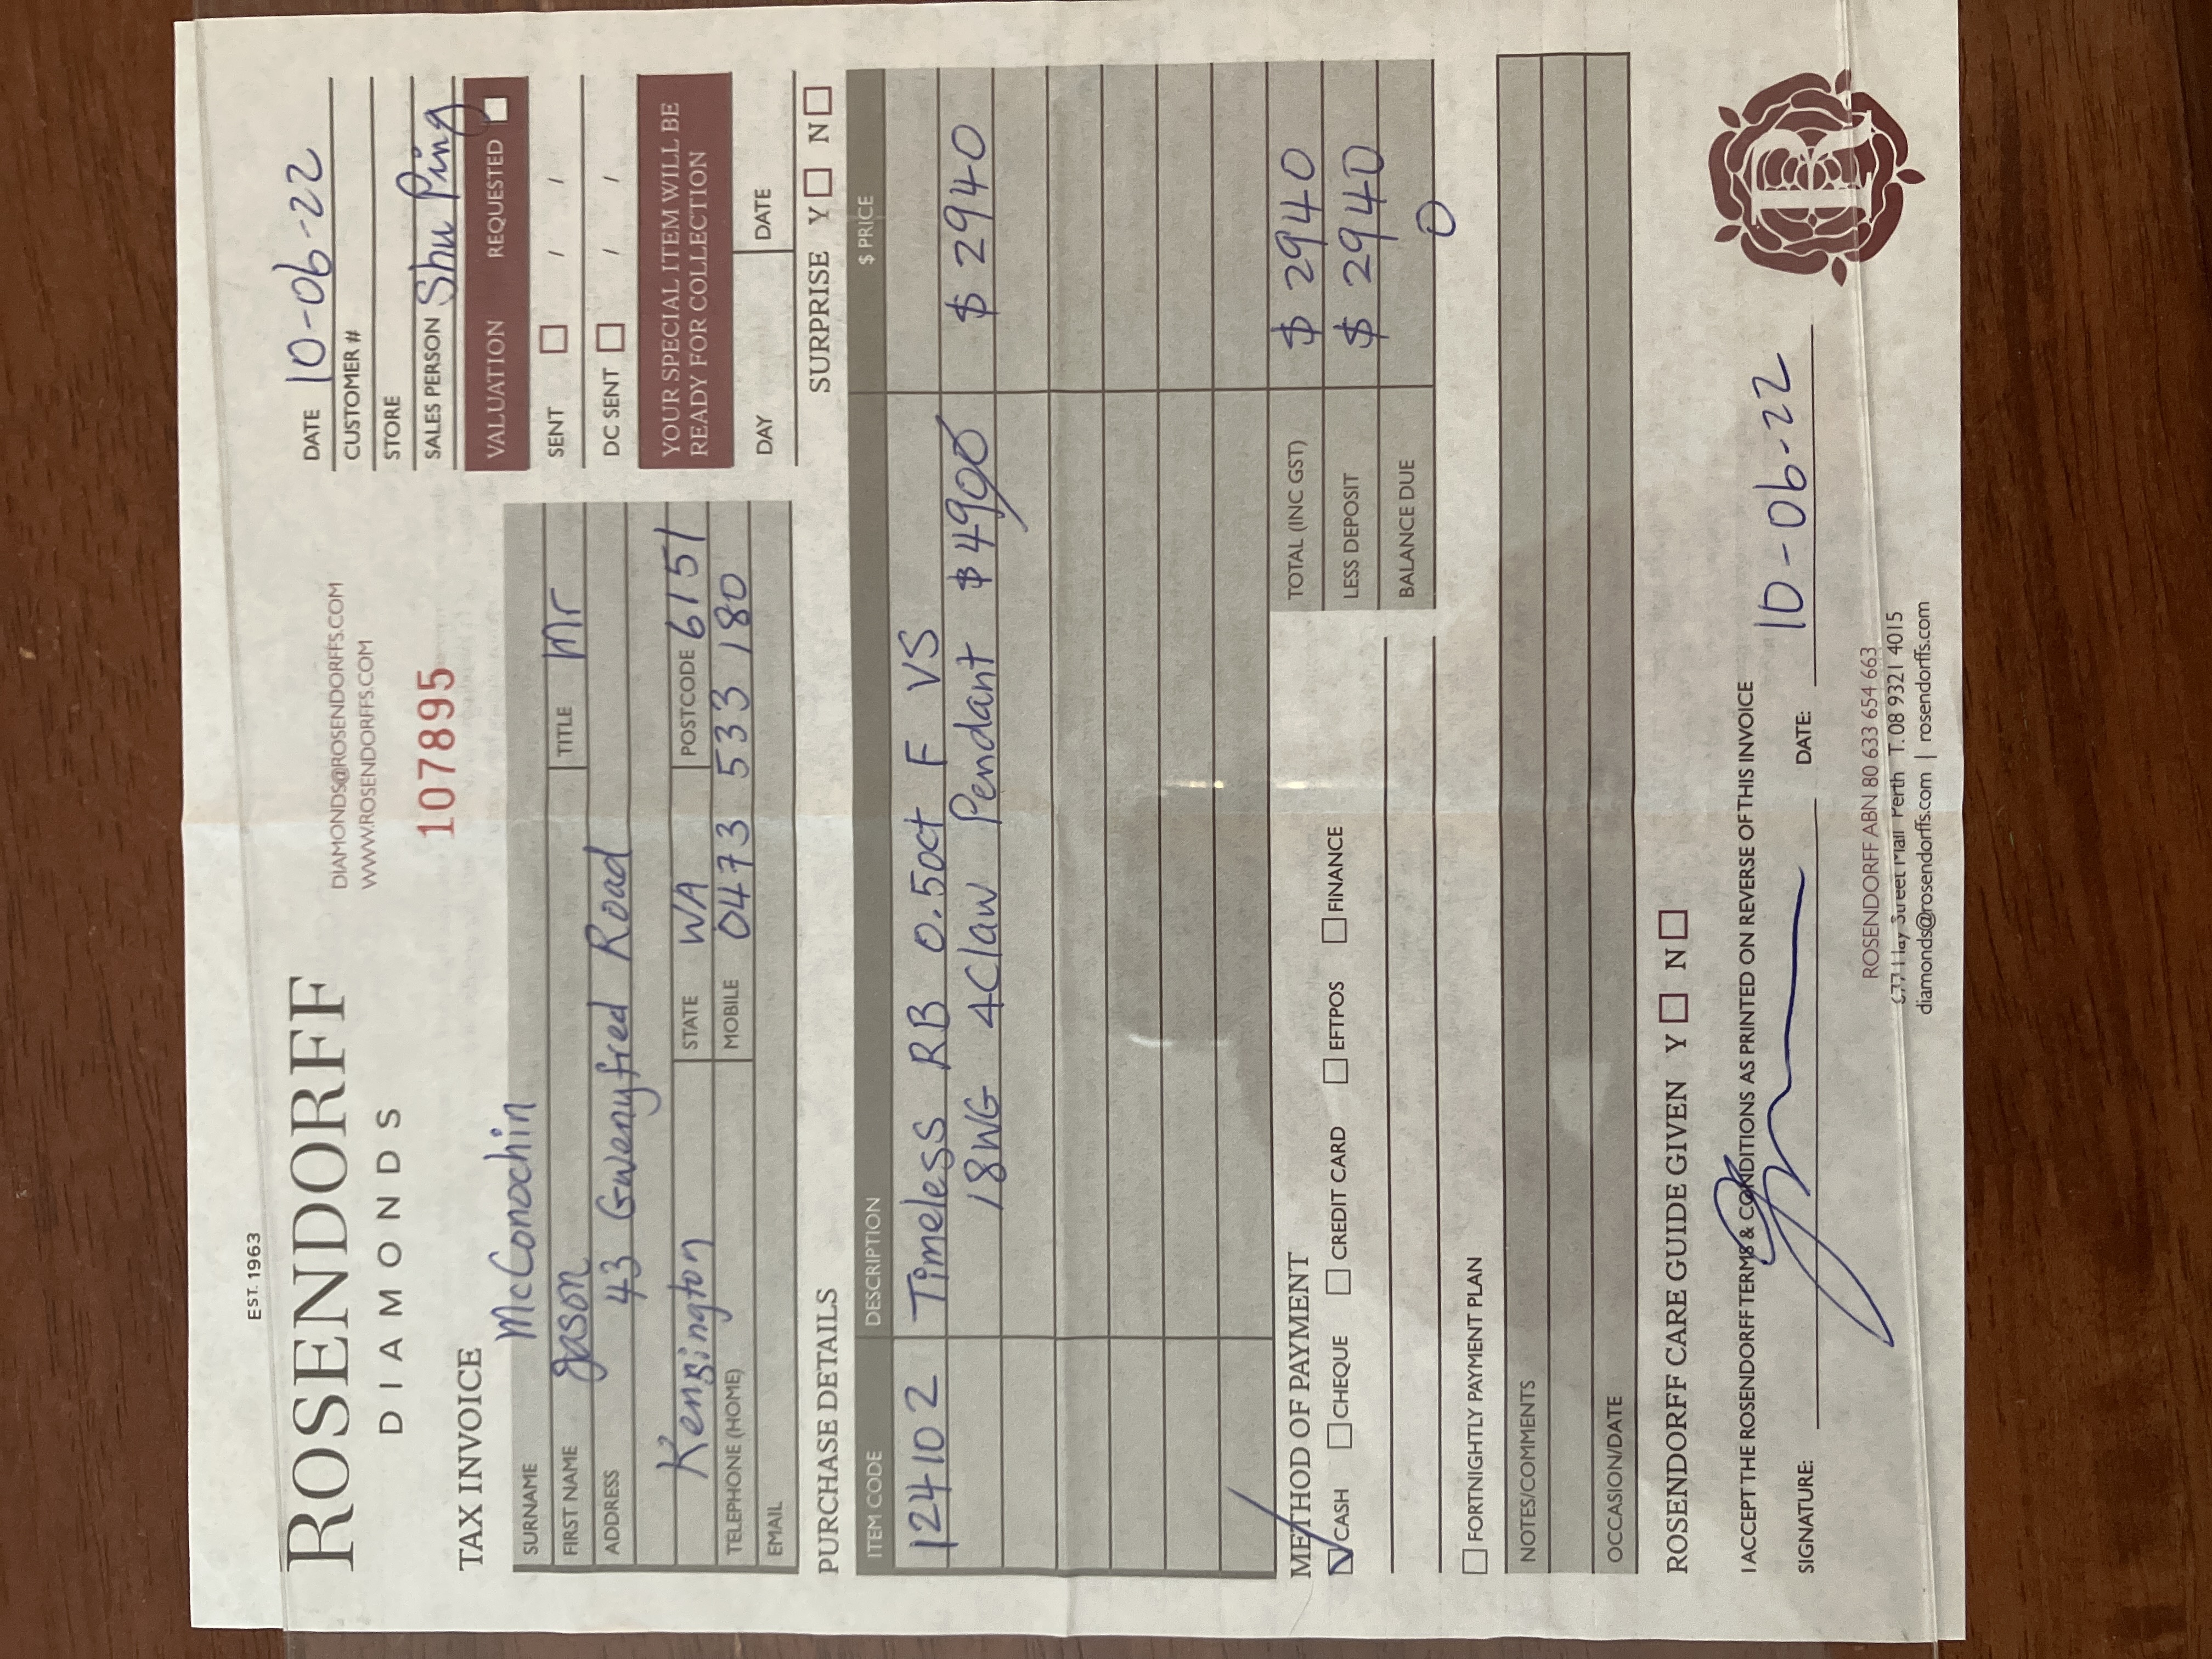 EST. 1963
ROSENDORFF
DIAMONDS
DIAMONDS@ROSENDORFFS.COM
WWW.ROSENDORFFS.COM
107895
DATE 10-06-22
CUSTOMER #
STORE
SALES PERSON Shu Ping
TAX INVOICE
VALUATION REQUESTED
SENT / /
DC SENT / /
YOUR SPECIAL ITEM WILL BE
READY FOR COLLECTION
DAY DATE
SURPRISE Y N
SURNAME McConochin
FIRST NAME Jason TITLE Mr
ADDRESS 43 Gwenyfred Road
Kensington STATE WA POSTCODE 6151
TELEPHONE (HOME) MOBILE 0473 533 180
EMAIL
PURCHASE DETAILS
ITEM CODE DESCRIPTION $ PRICE
124102 Timeless RB 0.50ct F VS
18WG 4Claw Pendant $4900 $ 2940
METHOD OF PAYMENT
CASH CHEQUE CREDIT CARD EFTPOS FINANCE
TOTAL (INC GST) $ 2940
LESS DEPOSIT $ 2940
BALANCE DUE 0
FORTNIGHTLY PAYMENT PLAN
NOTES/COMMENTS
OCCASION/DATE
ROSENDORFF CARE GUIDE GIVEN Y N
I ACCEPT THE ROSENDORFF TERMS & CONDITIONS AS PRINTED ON REVERSE OF THIS INVOICE
SIGNATURE: DATE: 10-06-22
R
ROSENDORFF ABN 80 633 654 663
677 Hay Street Mall Perth T. 08 9321 4015
diamonds@rosendorffs.com | rosendorffs.com